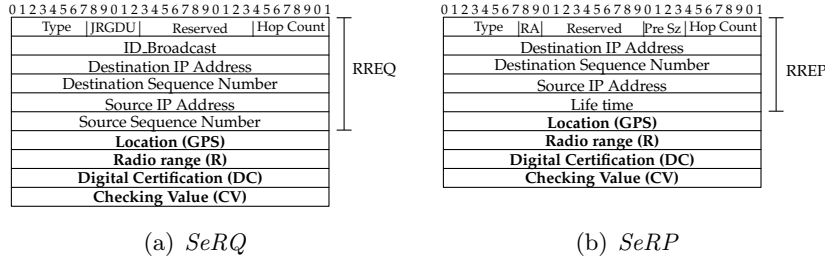 0 1 2 3 4 5 6 7 8 9 0 1 2 3 4 5 6 7 8 9 0 1 2 3 4 5 6 7 8 9 0 1
Type JRGDU Reserved Hop Count
ID_Broadcast
Destination IP Address
Destination Sequence Number
Source IP Address
Source Sequence Number
Location (GPS)
Radio range (R)
Digital Certification (DC)
Checking Value (CV)
RREQ
(a) SeRQ
0 1 2 3 4 5 6 7 8 9 0 1 2 3 4 5 6 7 8 9 0 1 2 3 4 5 6 7 8 9 0 1
Type RA Reserved Pre Sz Hop Count
Destination IP Address
Destination Sequence Number
Source IP Address
Life time
Location (GPS)
Radio range (R)
Digital Certification (DC)
Checking Value (CV)
RREP
(b) SeRP